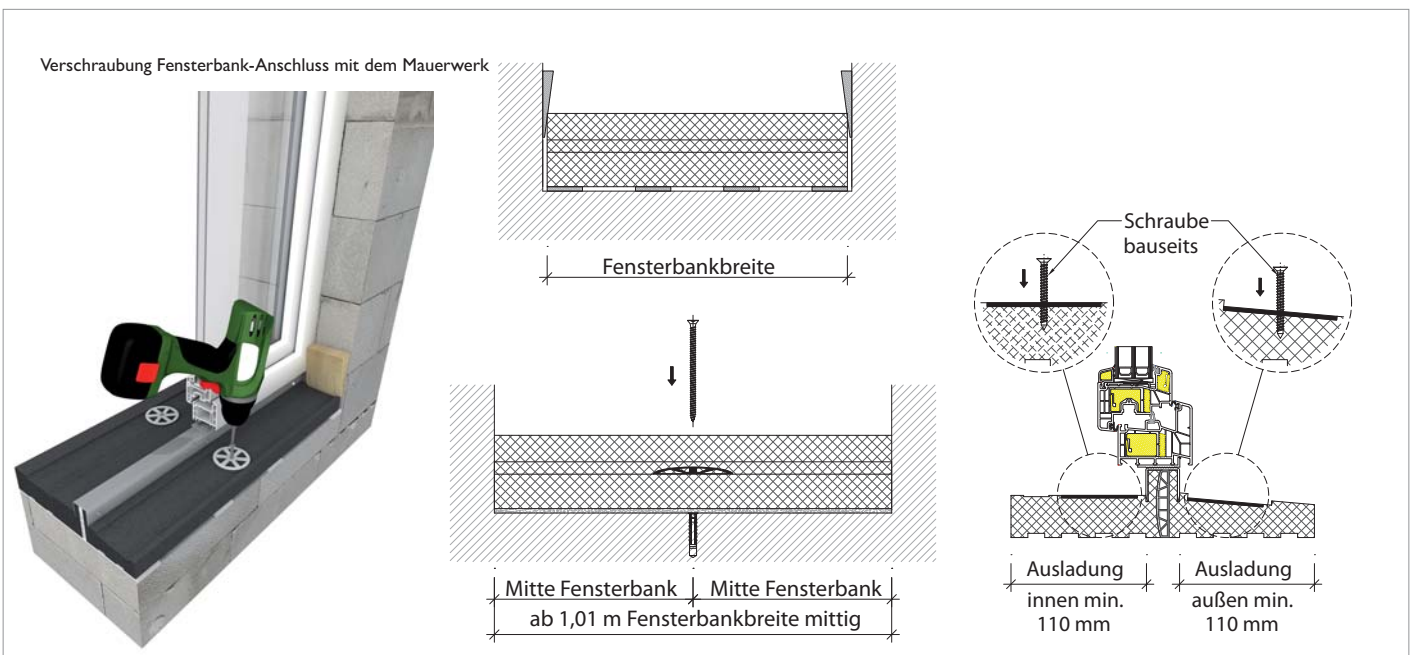 Verschraubung Fensterbank-Anschluss mit dem Mauerwerk
Fensterbankbreite
Mitte Fensterbank
Mitte Fensterbank
ab 1,01 m Fensterbankbreite mittig
Schraube
bauseits
Ausladung
innen min.
110 mm
Ausladung
außen min.
110 mm